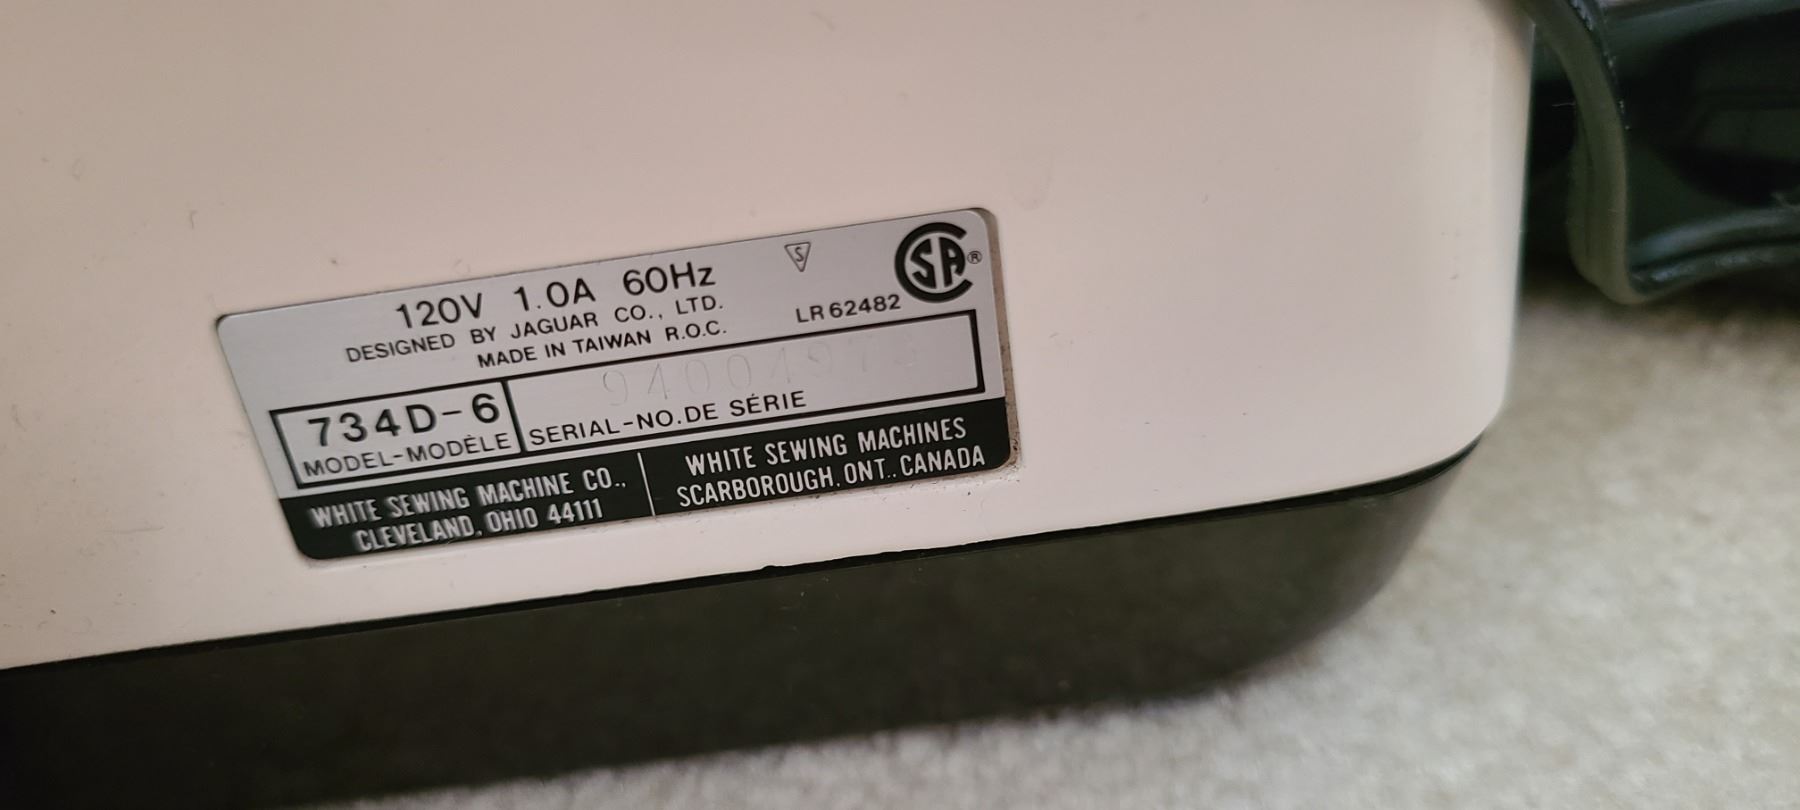 120V 1.0A 60Hz
DESIGNED BY JAGUAR CO., LTD.
MADE IN TAIWAN R.O.C.
S
CSA®
LR 62482
734D-6
MODEL-MODÈLE
SERIAL-NO.DE SÉRIE
WHITE SEWING MACHINE CO.,
CLEVELAND, OHIO 44111
WHITE SEWING MACHINES
SCARBOROUGH, ONT., CANADA